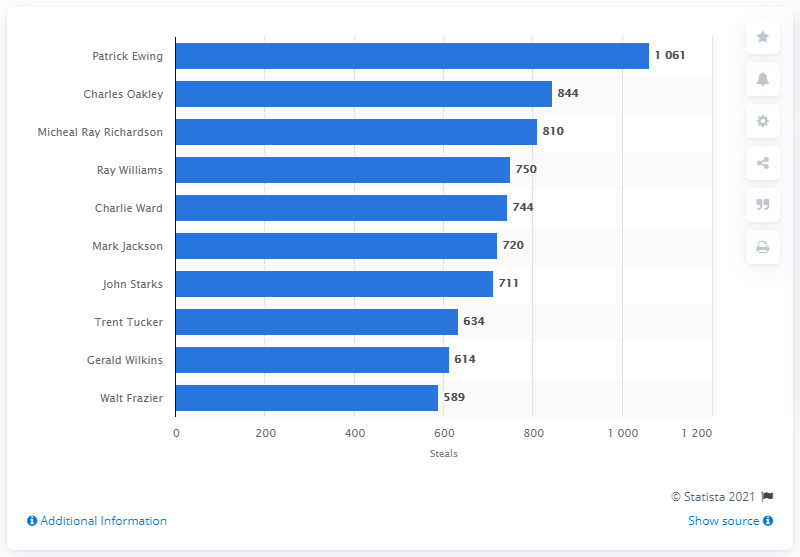 Patrick Ewing 1 061
Charles Oakley 844
Micheal Ray Richardson 810
Ray Williams 750
Charlie Ward 744
Mark Jackson 720
John Starks 711
Trent Tucker 634
Gerald Wilkins 614
Walt Frazier 589
0 200 400 600 800 1 000 1 200
Steals
© Statista 2021
Additional Information Show source